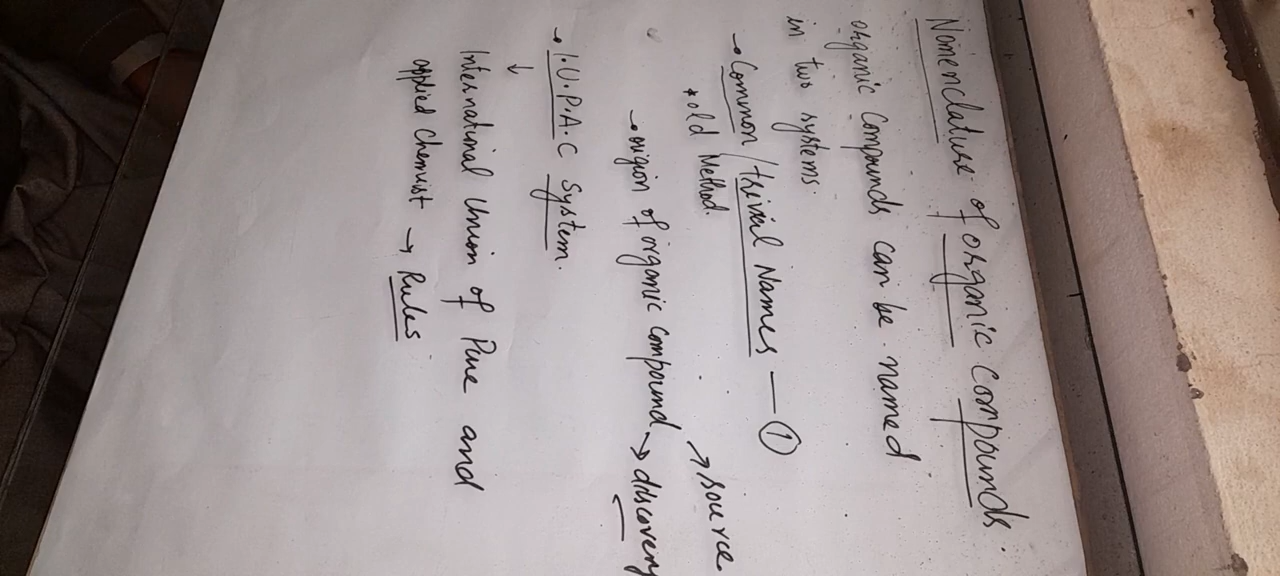 Nomenclature of organic compounds.
organic compounds can be named
in two systems.
→ Common / trivial Names — ①
* old Method.
→ source
→ origion of organic compound → discovery
→ I.U.P.A.C System.
↓
International Union of Pure and
applied chemist → Rules